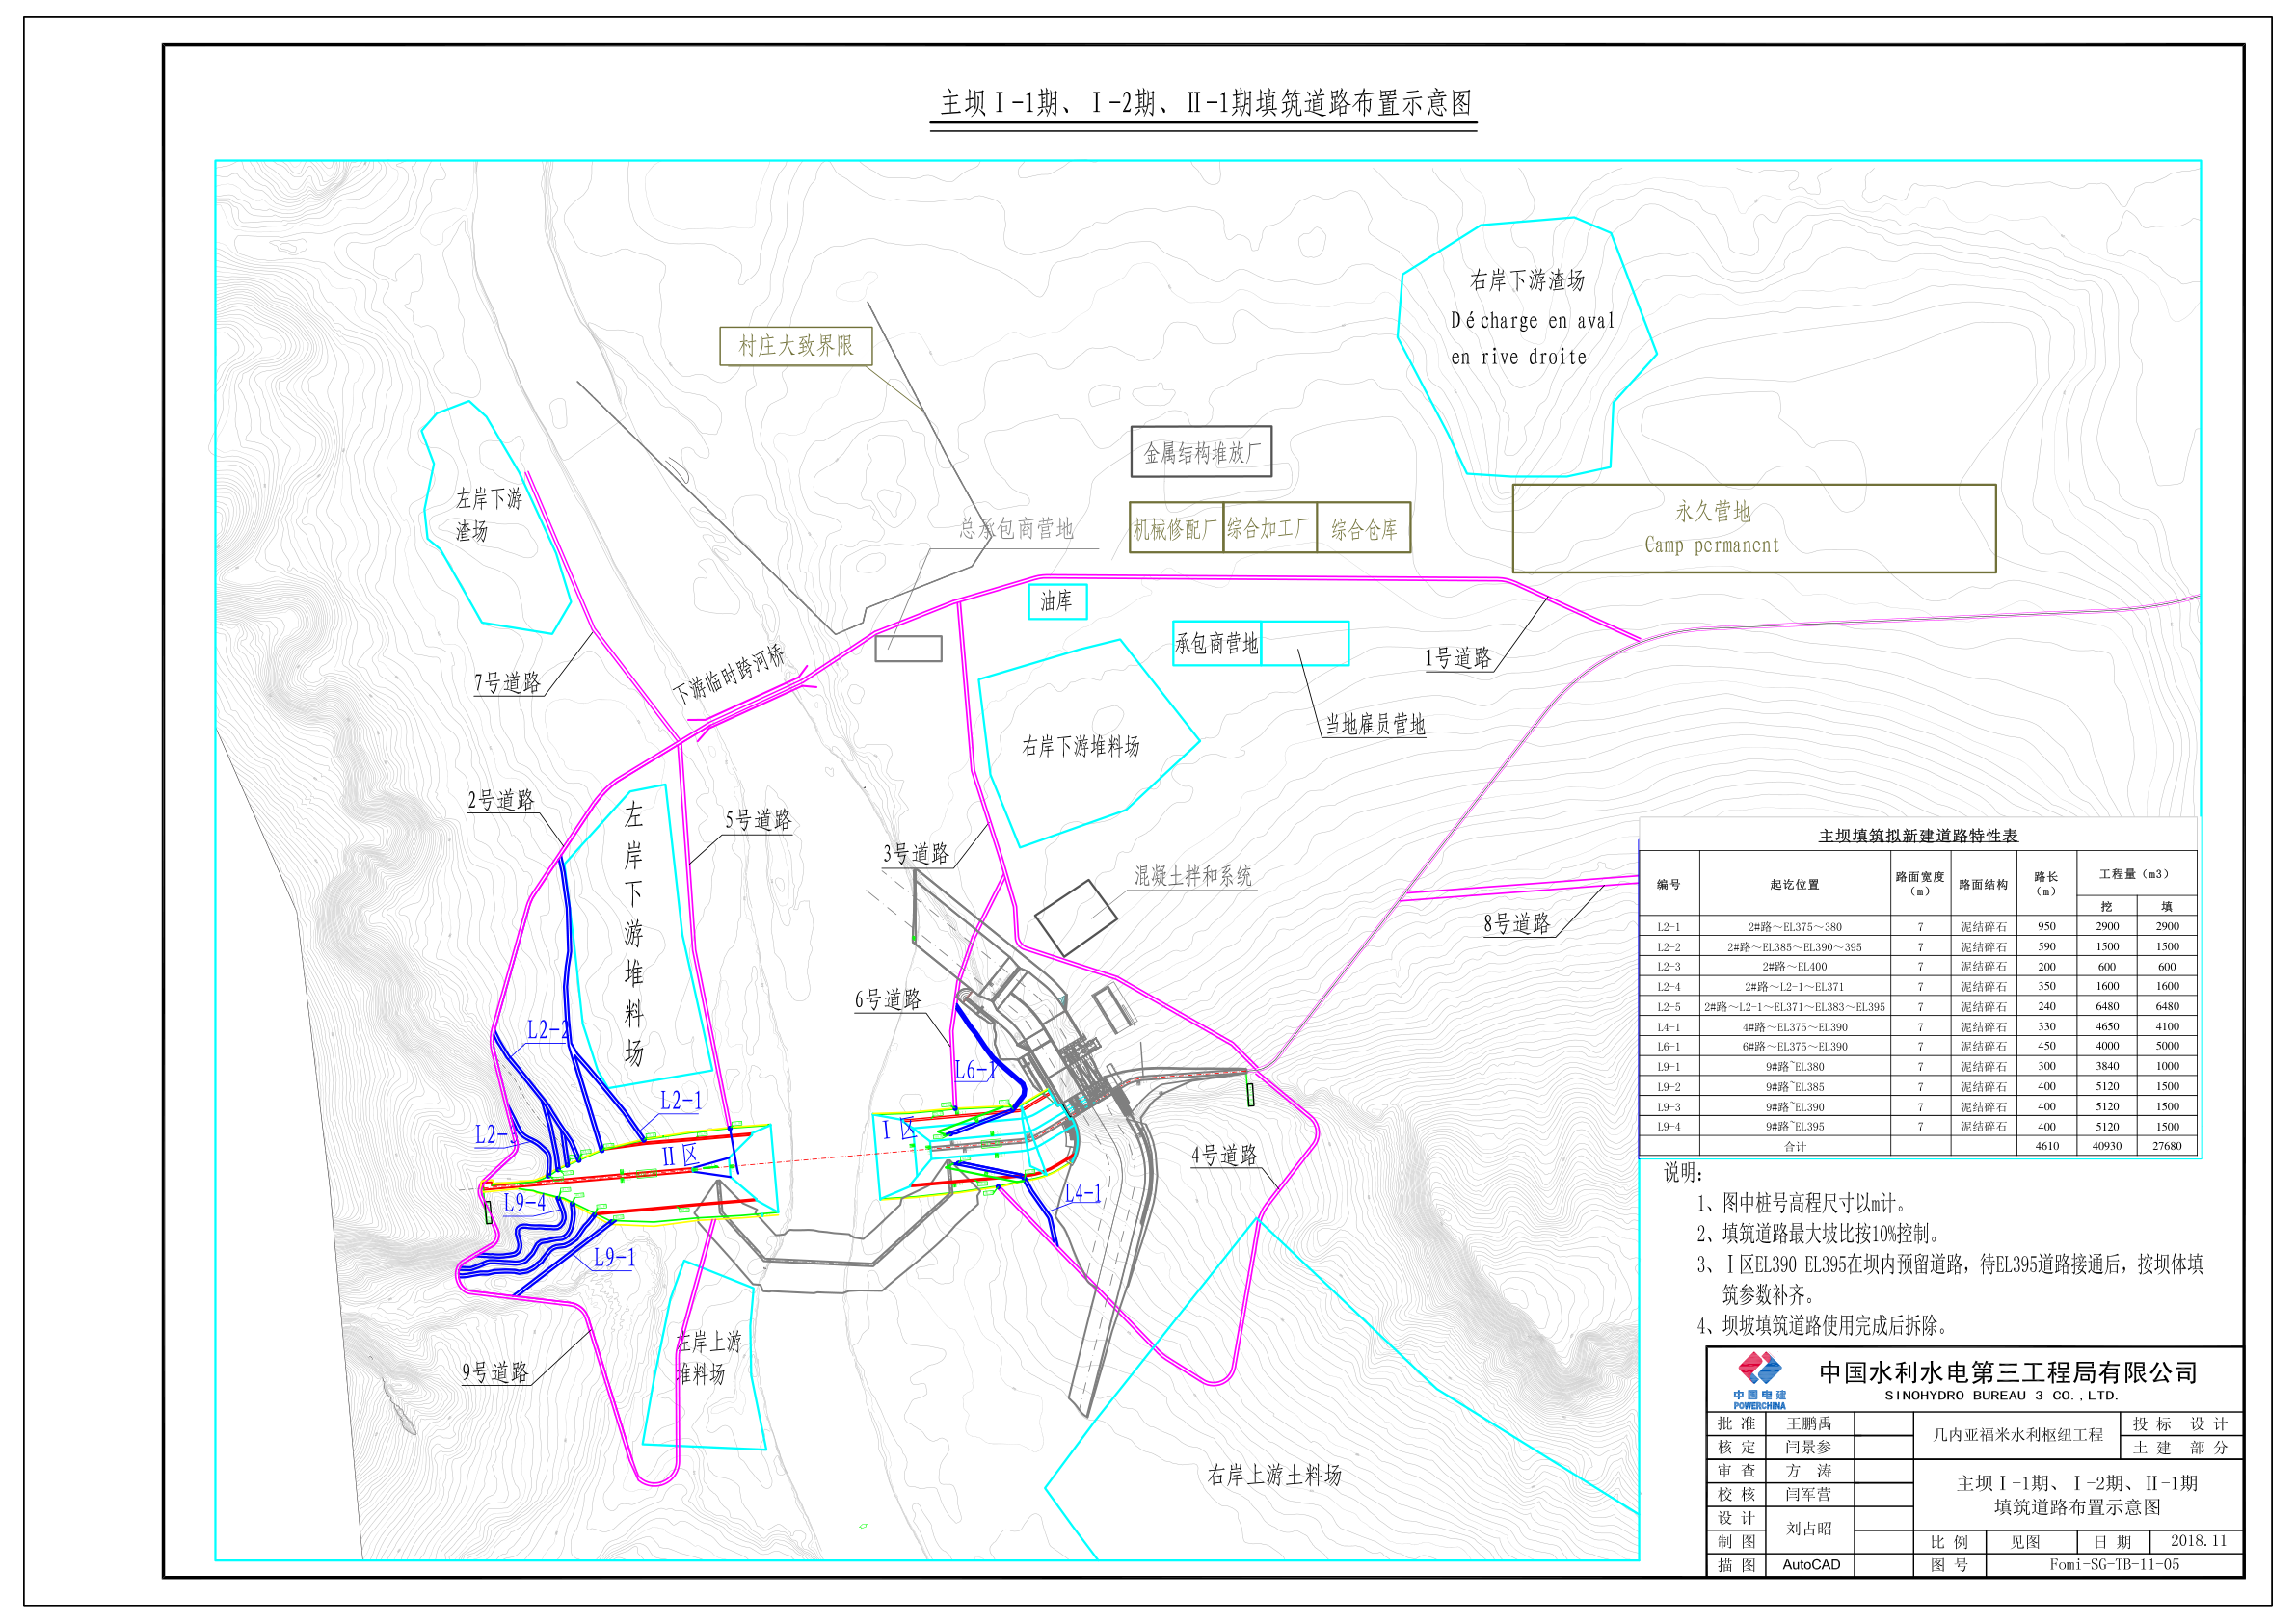 主坝Ⅰ-1期、Ⅰ-2期、Ⅱ-1期填筑道路布置示意图
右岸下游渣场
Décharge en aval
en rive droite
村庄大致界限
金属结构堆放厂
左岸下游
渣场
总承包商营地
机械修配厂 综合加工厂 综合仓库
永久营地
Camp permanent
油库
承包商营地
1号道路
7号道路
下游临时跨河桥
当地雇员营地
右岸下游堆料场
2号道路
5号道路
左岸下游堆料场
3号道路
混凝土拌和系统
8号道路
6号道路
L2-2
L6-1
L2-1
Ⅰ区
L2-
Ⅱ区
4号道路
L4-1
L9-4
L9-1
左岸上游
堆料场
9号道路
右岸上游土料场
主坝填筑拟新建道路特性表
编号 起讫位置 路面宽度（m） 路面结构 路长（m） 工程量（m3）
挖 填
L2-1 2#路～EL375～380 7 泥结碎石 950 2900 2900
L2-2 2#路～EL385～EL390～395 7 泥结碎石 590 1500 1500
L2-3 2#路～EL400 7 泥结碎石 200 600 600
L2-4 2#路～L2-1～EL371 7 泥结碎石 350 1600 1600
L2-5 2#路～L2-1～EL371～EL383～EL395 7 泥结碎石 240 6480 6480
L4-1 4#路～EL375～EL390 7 泥结碎石 330 4650 4100
L6-1 6#路～EL375～EL390 7 泥结碎石 450 4000 5000
L9-1 9#路~EL380 7 泥结碎石 300 3840 1000
L9-2 9#路~EL385 7 泥结碎石 400 5120 1500
L9-3 9#路~EL390 7 泥结碎石 400 5120 1500
L9-4 9#路~EL395 7 泥结碎石 400 5120 1500
合计 4610 40930 27680
说明：
1、图中桩号高程尺寸以m计。
2、填筑道路最大坡比按10%控制。
3、Ⅰ区EL390-EL395在坝内预留道路，待EL395道路接通后，按坝体填
筑参数补齐。
4、坝坡填筑道路使用完成后拆除。
中国电建
POWERCHINA
中国水利水电第三工程局有限公司
SINOHYDRO BUREAU 3 CO.,LTD.
批准 王鹏禹 几内亚福米水利枢纽工程 投标 设计
核定 闫景参 土建 部分
审查 方涛 主坝Ⅰ-1期、Ⅰ-2期、Ⅱ-1期
校核 闫军营 填筑道路布置示意图
设计 刘占昭
制图 比例 见图 日期 2018.11
描图 AutoCAD 图号 Fomi-SG-TB-11-05